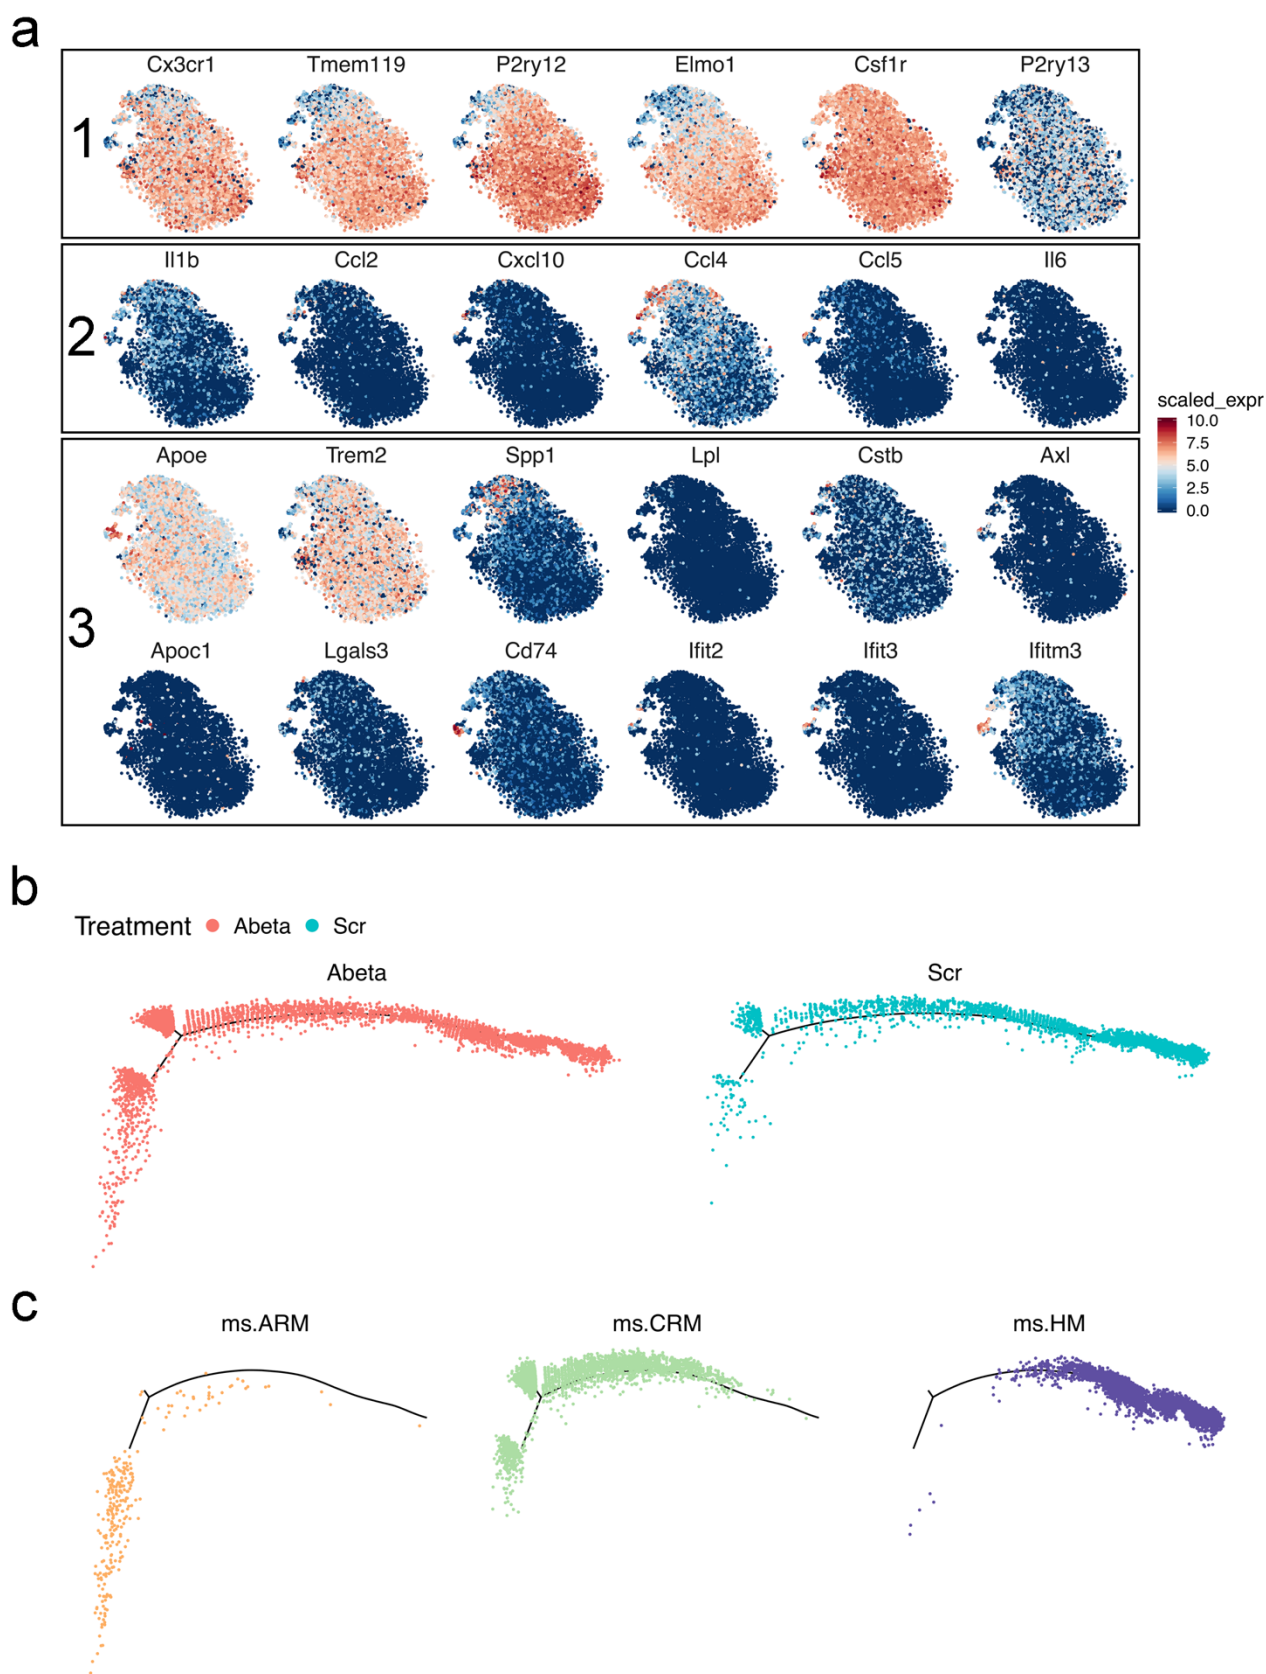 a
1
Cx3cr1 Tmem119 P2ry12 Elmo1 Csf1r P2ry13
2
Il1b Ccl2 Cxcl10 Ccl4 Ccl5 Il6
scaled_expr
10.0
7.5
5.0
2.5
0.0
3
Apoe Trem2 Spp1 Lpl Cstb Axl
Apoc1 Lgals3 Cd74 Ifit2 Ifit3 Ifitm3
b
Treatment Abeta Scr
Abeta Scr
c
ms.ARM ms.CRM ms.HM